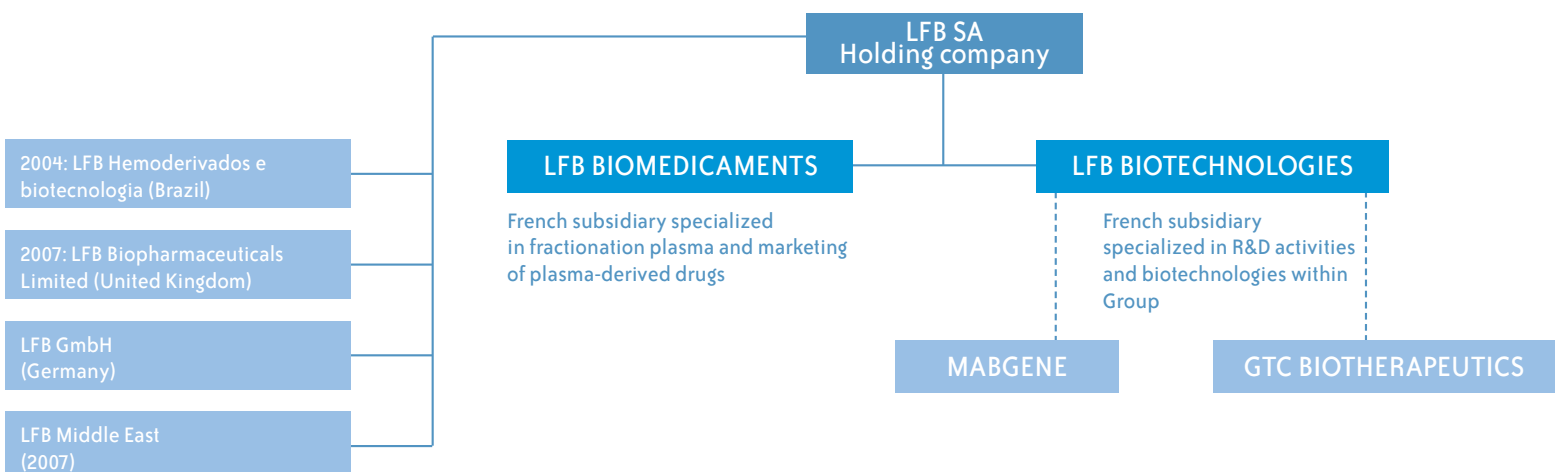 LFB SA
Holding company
2004: LFB Hemoderivados e
biotecnologia (Brazil)
2007: LFB Biopharmaceuticals
Limited (United Kingdom)
LFB GmbH
(Germany)
LFB Middle East
(2007)
LFB BIOMEDICAMENTS
French subsidiary specialized
in fractionation plasma and marketing
of plasma-derived drugs
LFB BIOTECHNOLOGIES
French subsidiary
specialized in R&D activities
and biotechnologies within
Group
MABGENE
GTC BIOTHERAPEUTICS